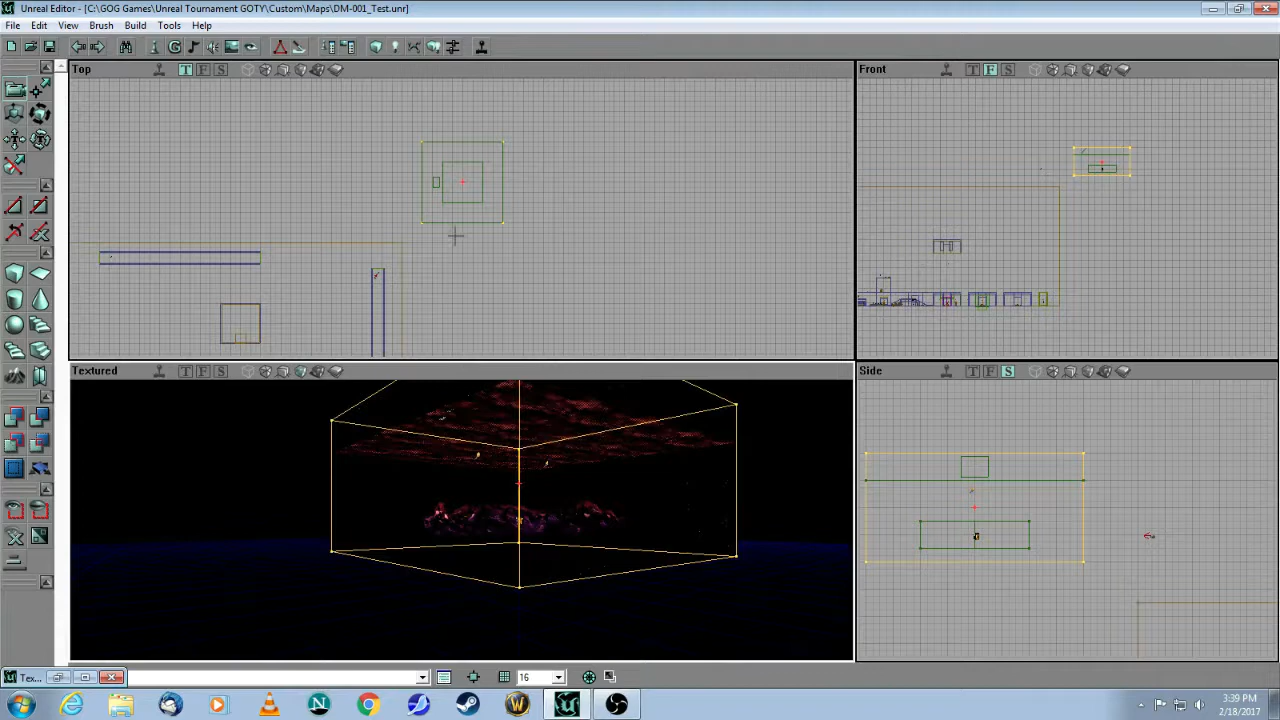 Unreal Editor - [C:\GOG Games\Unreal Tournament GOTY\Custom\Maps\DM-001_Test.unr]
File Edit View Brush Build Tools Help
Top T F S
Front T F S
Textured T F S
Side T F S
Tex...
16
3:39 PM
2/18/2017